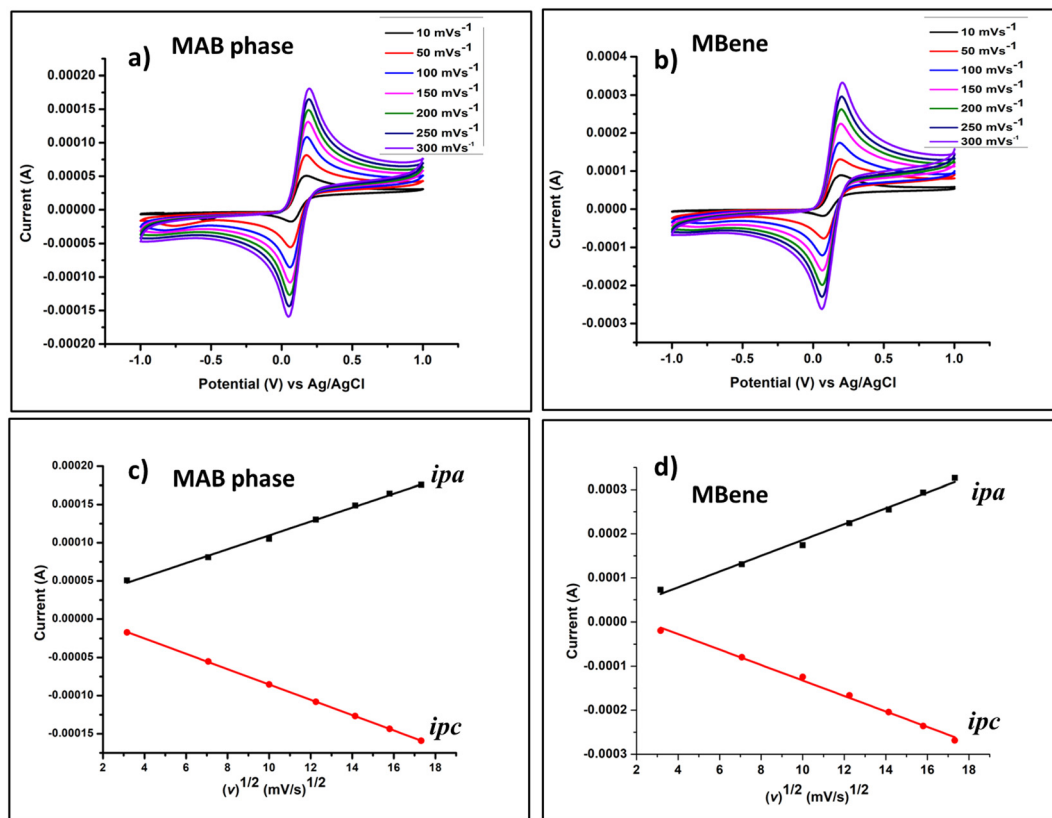 a)
MAB phase
10 mVs-1
50 mVs-1
100 mVs-1
150 mVs-1
200 mVs-1
250 mVs-1
300 mVs-1
0.00020
0.00015
0.00010
0.00005
0.00000
-0.00005
-0.00010
-0.00015
-0.00020
Current (A)
-1.0 -0.5 0.0 0.5 1.0
Potential (V) vs Ag/AgCl
b)
MBene
10 mVs-1
50 mVs-1
100 mVs-1
150 mVs-1
200 mVs-1
250 mVs-1
300 mVs-1
0.0004
0.0003
0.0002
0.0001
0.0000
-0.0001
-0.0002
-0.0003
Current (A)
-1.0 -0.5 0.0 0.5 1.0
Potential (V) vs Ag/AgCl
c)
MAB phase
ipa
ipc
0.00020
0.00015
0.00010
0.00005
0.00000
-0.00005
-0.00010
-0.00015
Current (A)
2 4 6 8 10 12 14 16 18
(v)1/2 (mV/s)1/2
d)
MBene
ipa
ipc
0.0003
0.0002
0.0001
0.0000
-0.0001
-0.0002
-0.0003
Current (A)
2 4 6 8 10 12 14 16 18
(v)1/2 (mV/s)1/2